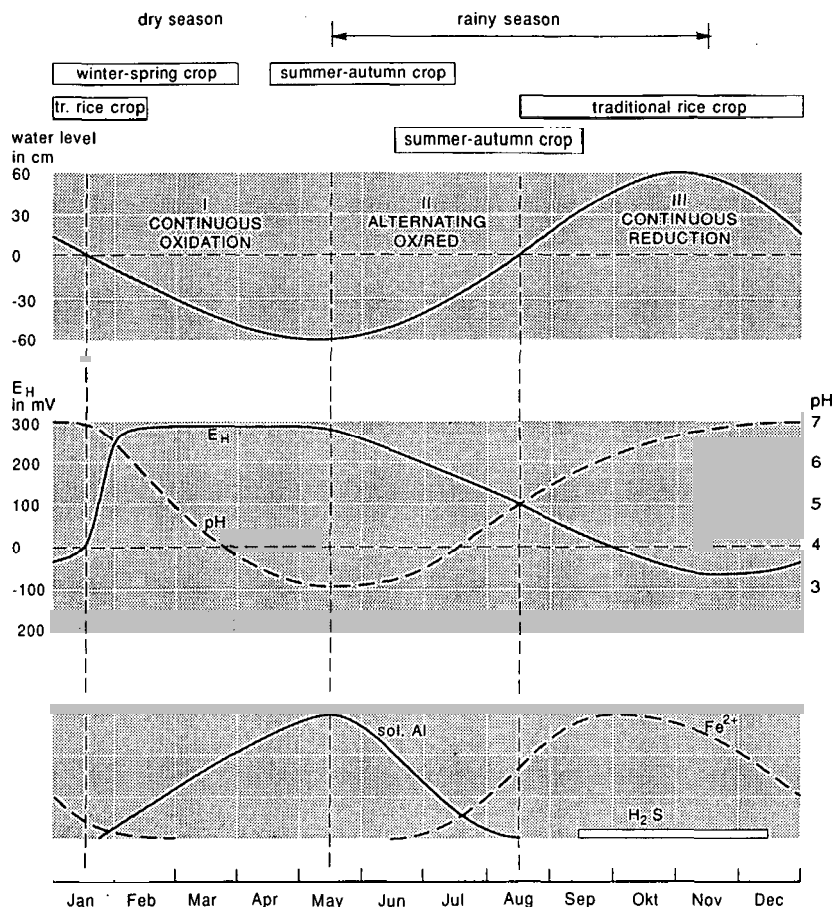 dry season
rainy season
winter-spring crop
summer-autumn crop
tr. rice crop
traditional rice crop
summer-autumn crop
water level
in cm
60
30
0
-30
-60
I
CONTINUOUS
OXIDATION
II
ALTERNATING
OX/RED
III
CONTINUOUS
REDUCTION
EH
in mV
300
200
100
0
-100
200
pH
7
6
5
4
3
EH
pH
sol. Al
Fe2+
H2S
Jan Feb Mar Apr May Jun Jul Aug Sep Okt Nov Dec